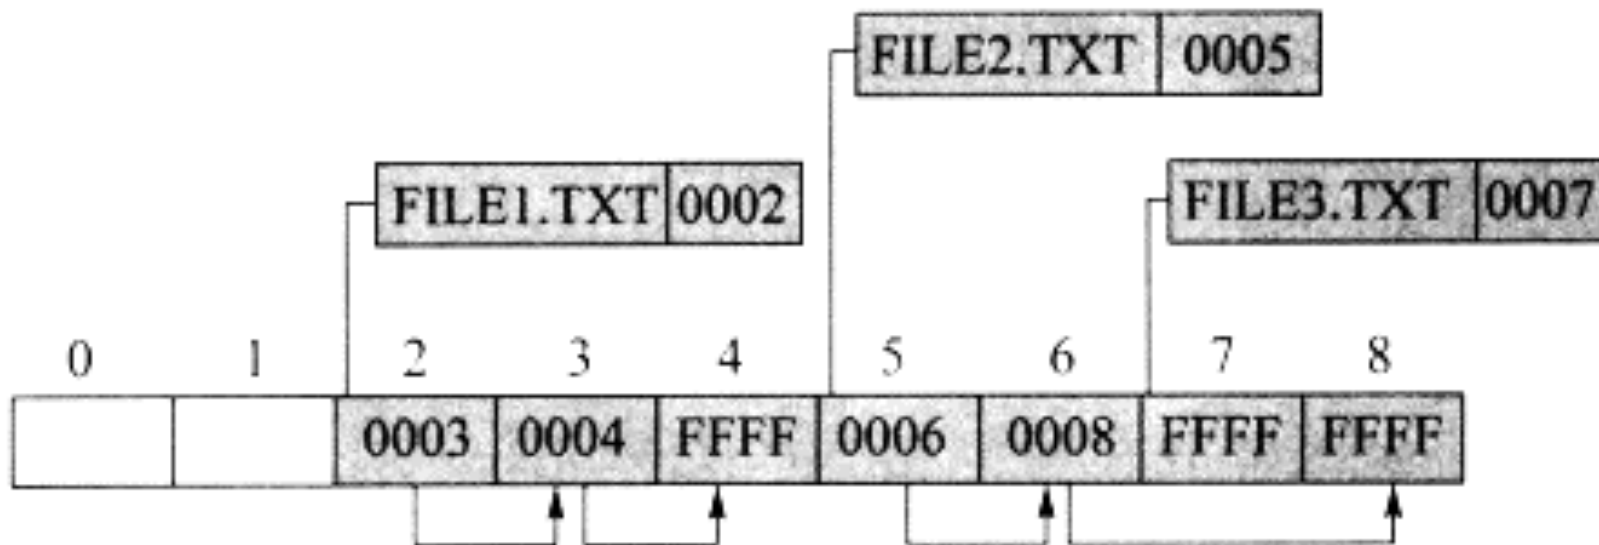 FILE2.TXT 0005
FILE1.TXT 0002
FILE3.TXT 0007
0 1 2 3 4 5 6 7 8
0003 0004 FFFF 0006 0008 FFFF FFFF